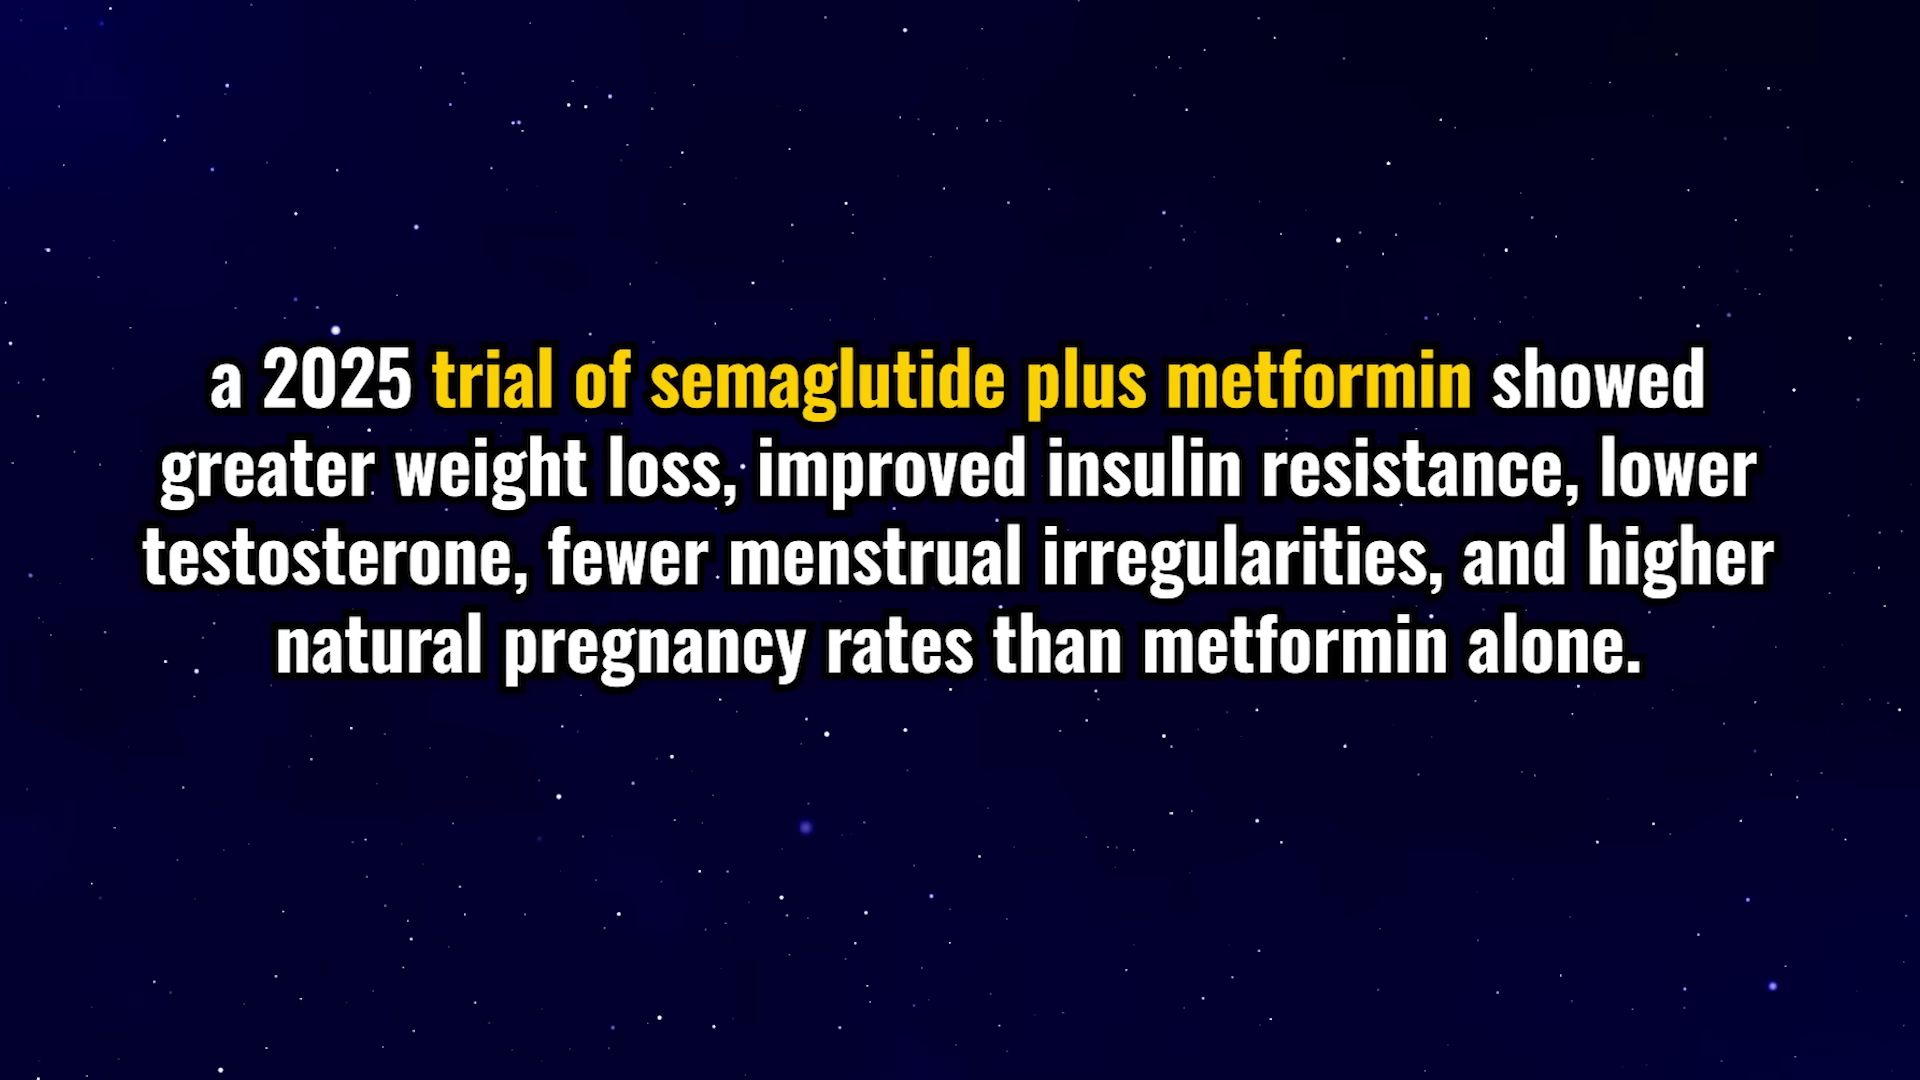 a 2025 trial of semaglutide plus metformin showed
greater weight loss, improved insulin resistance, lower
testosterone, fewer menstrual irregularities, and higher
natural pregnancy rates than metformin alone.